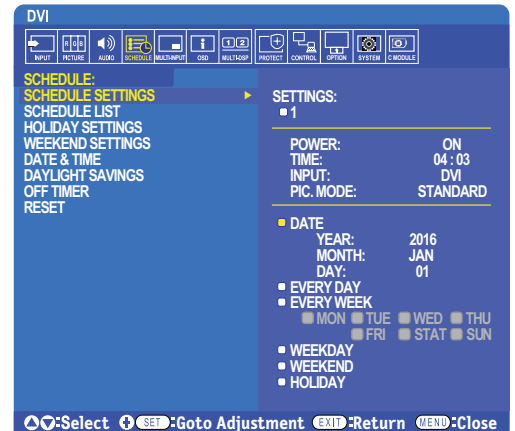 DVI
INPUT RGB PICTURE AUDIO SCHEDULE MULTI-INPUT i OSD 1 2 MULTI-DSP PROTECT CONTROL OPTION SYSTEM C MODULE
SCHEDULE:
SCHEDULE SETTINGS
SCHEDULE LIST
HOLIDAY SETTINGS
WEEKEND SETTINGS
DATE & TIME
DAYLIGHT SAVINGS
OFF TIMER
RESET
SETTINGS:
1
POWER: ON
TIME: 04 : 03
INPUT: DVI
PIC. MODE: STANDARD
DATE
YEAR: 2016
MONTH: JAN
DAY: 01
EVERY DAY
EVERY WEEK
MON TUE WED THU
FRI STAT SUN
WEEKDAY
WEEKEND
HOLIDAY
:Select SET :Goto Adjustment EXIT :Return MENU :Close